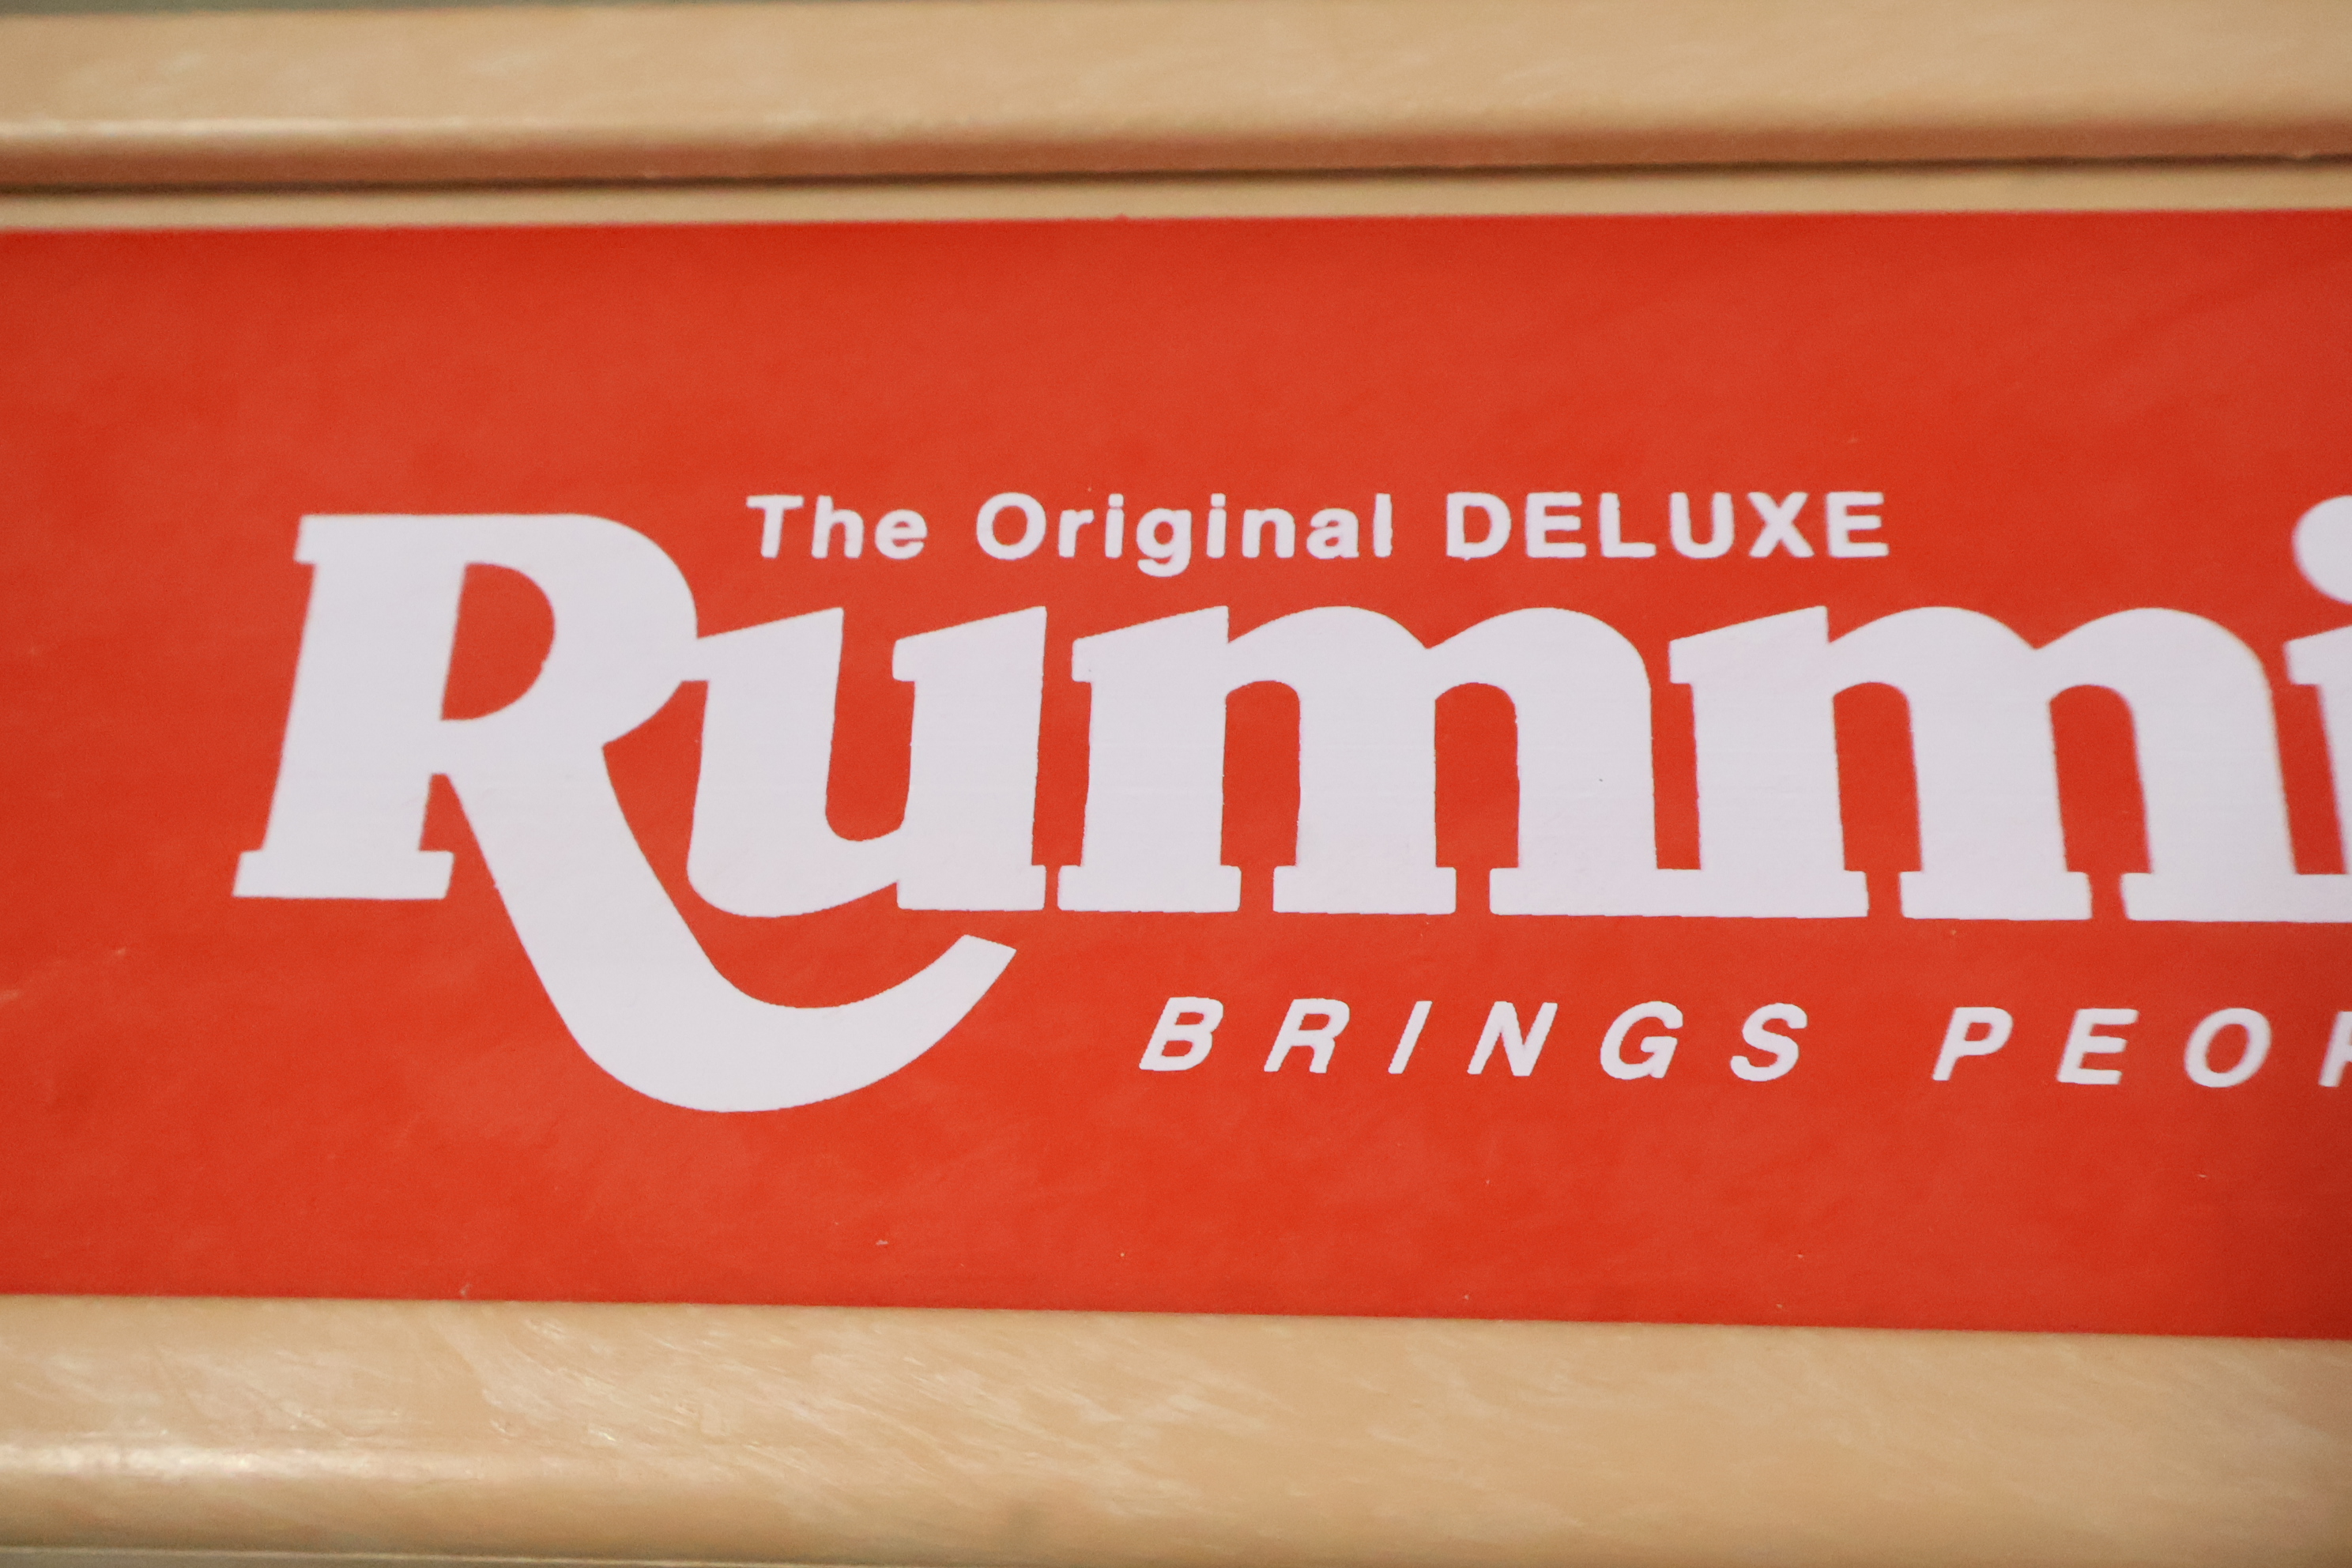 The Original DELUXE
Rummi
BRINGS PEOP